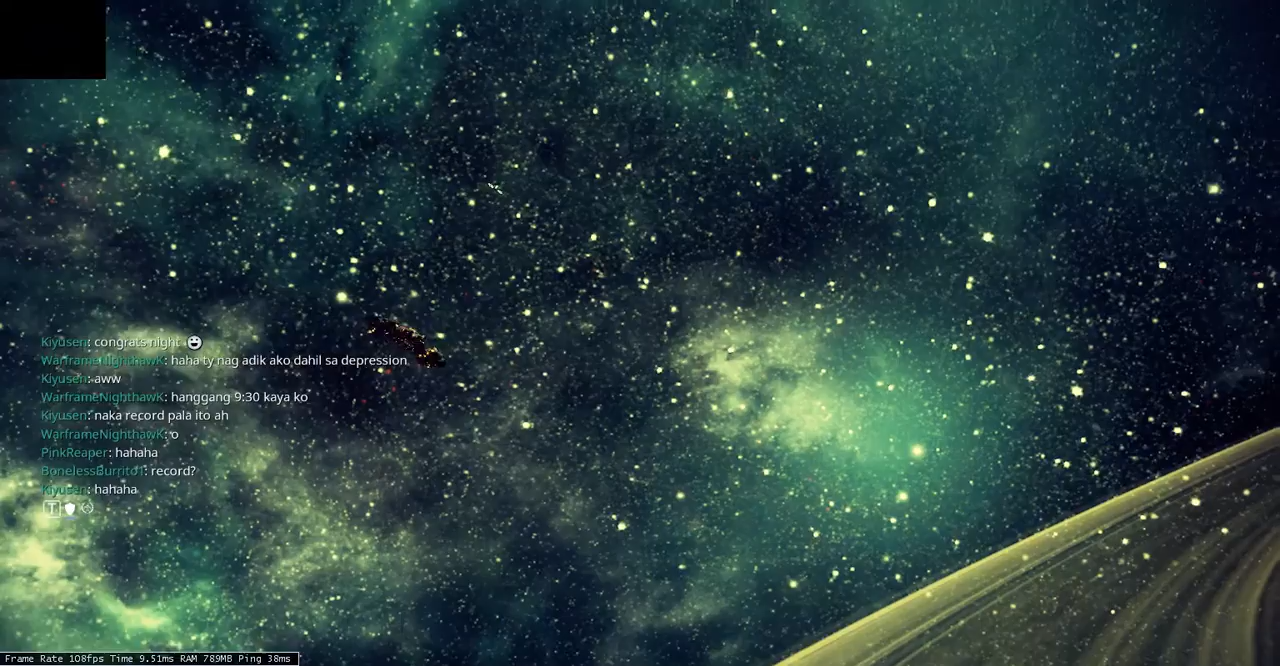 Kiyusen: congrats night
WarframeNighthawK: haha ty nag adik ako dahil sa depression
Kiyusen: aww
WarframeNighthawK: hanggang 9:30 kaya ko
Kiyusen: naka record pala ito ah
WarframeNighthawK: o
PinkReaper: hahaha
BonelessBurrito1: record?
Kiyusen: hahaha
T
Frame Rate 108fps Time 9.51ms RAM 789MB Ping 38ms